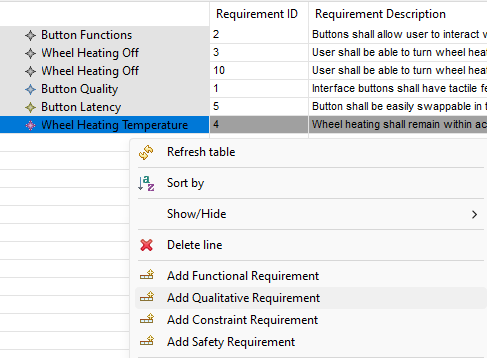 Requirement ID Requirement Description
Button Functions 2 Buttons shall allow user to interact w
Wheel Heating Off 3 User shall be able to turn wheel heat
Wheel Heating Off 10 User shall be able to turn wheel heat
Button Quality 1 Interface buttons shall have tactile fe
Button Latency 5 Button shall be easily swappable in f
Wheel Heating Temperature 4 Wheel heating shall remain within ac
Refresh table
Sort by
Show/Hide
Delete line
Add Functional Requirement
Add Qualitative Requirement
Add Constraint Requirement
Add Safety Requirement